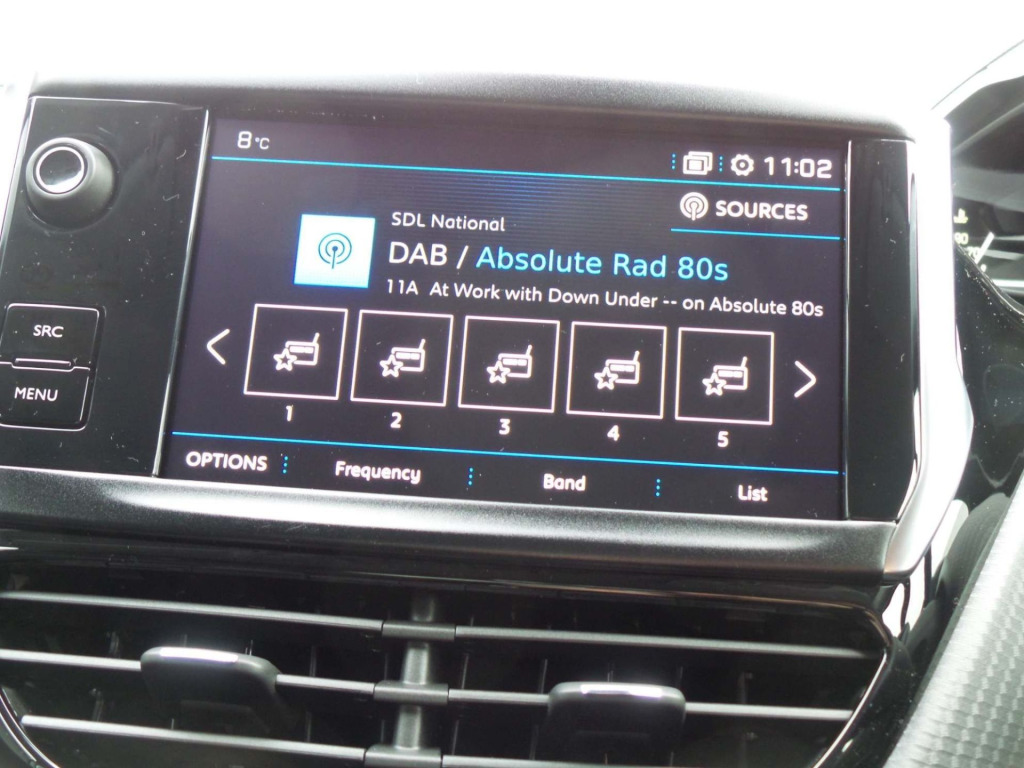 8°C
11:02
SOURCES
SDL National
DAB / Absolute Rad 80s
11A At Work with Down Under -- on Absolute 80s
SRC
MENU
1 2 3 4 5
OPTIONS Frequency Band List